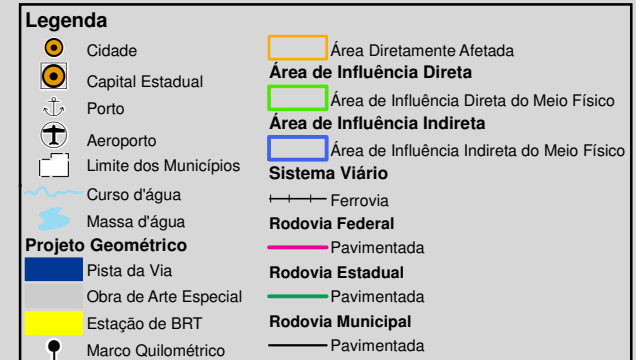 Legenda
Cidade
Capital Estadual
Porto
Aeroporto
Limite dos Municípios
Curso d'água
Massa d'água
Projeto Geométrico
Pista da Via
Obra de Arte Especial
Estação de BRT
Marco Quilométrico
Área Diretamente Afetada
Área de Influência Direta
Área de Influência Direta do Meio Físico
Área de Influência Indireta
Área de Influência Indireta do Meio Físico
Sistema Viário
Ferrovia
Rodovia Federal
Pavimentada
Rodovia Estadual
Pavimentada
Rodovia Municipal
Pavimentada